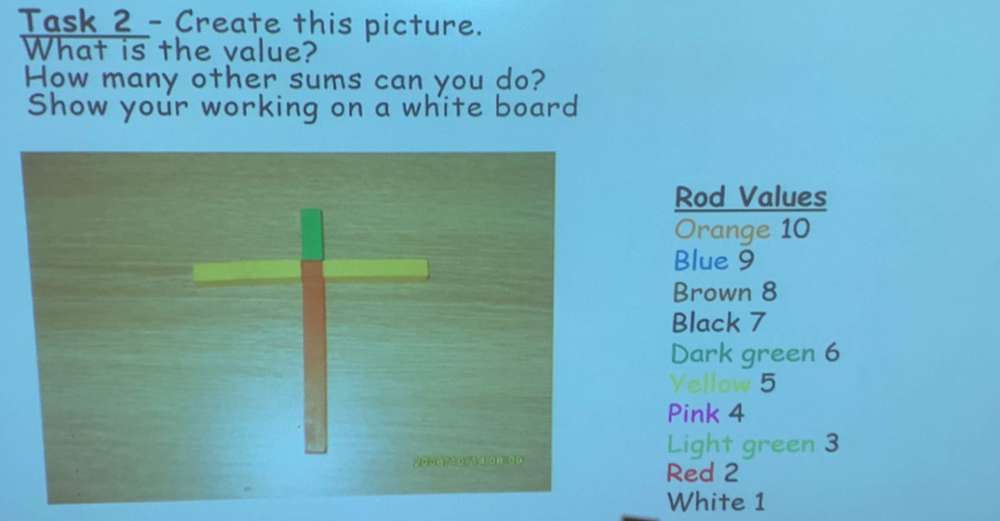 Task 2 - Create this picture.
What is the value?
How many other sums can you do?
Show your working on a white board
Rod Values
Orange 10
Blue 9
Brown 8
Black 7
Dark green 6
Yellow 5
Pink 4
Light green 3
Red 2
White 1
2008/10/14 08:09